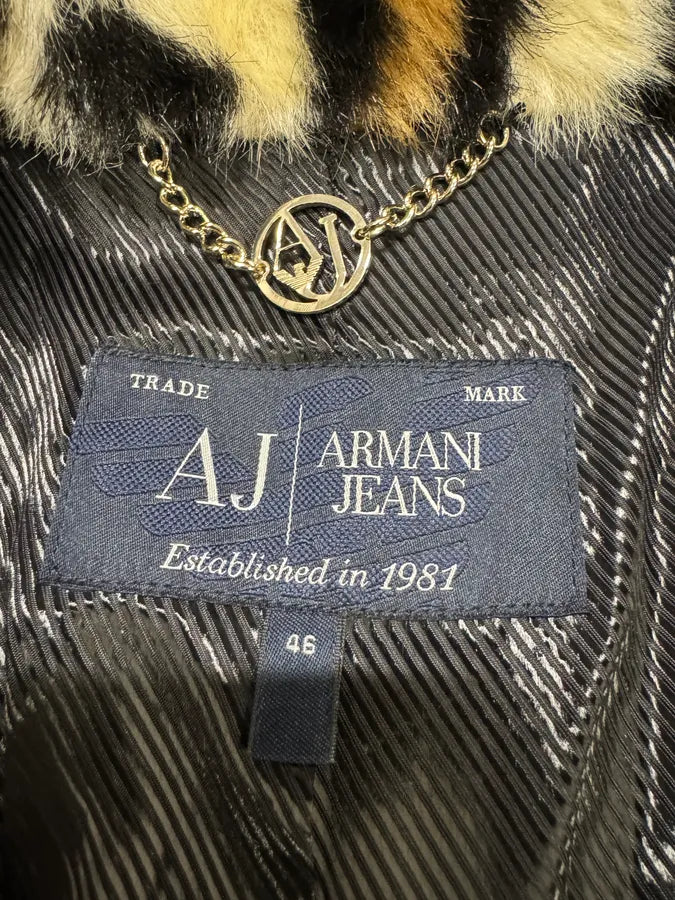 AJ
TRADE MARK
AJ ARMANI
JEANS
Established in 1981
46